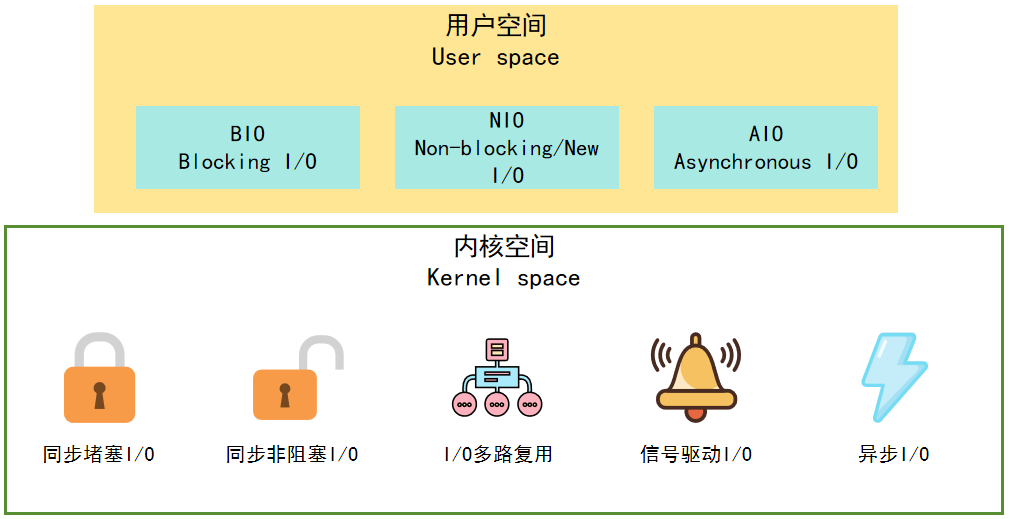 用户空间
User space
BIO
Blocking I/O
NIO
Non-blocking/New
I/O
AIO
Asynchronous I/O
内核空间
Kernel space
同步堵塞I/O
同步非阻塞I/O
I/O多路复用
信号驱动I/O
异步I/O